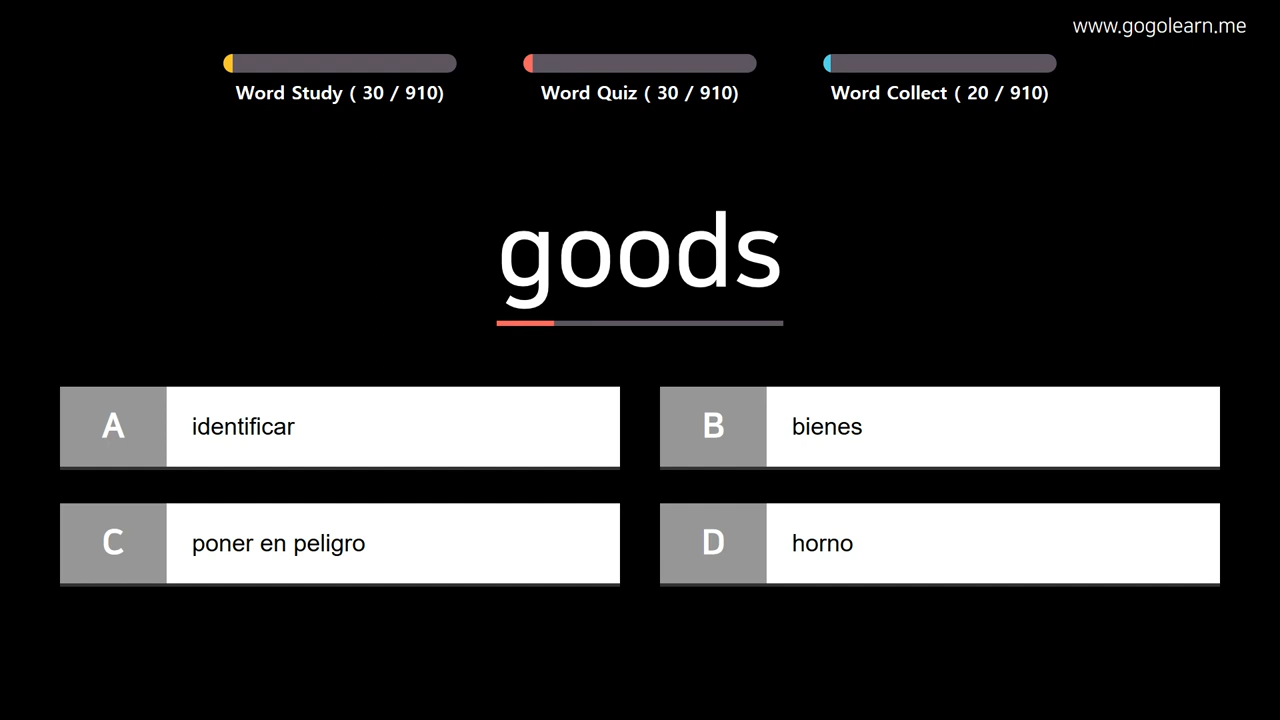 www.gogolearn.me
Word Study ( 30 / 910)
Word Quiz ( 30 / 910)
Word Collect ( 20 / 910)
goods
A identificar
B bienes
C poner en peligro
D horno